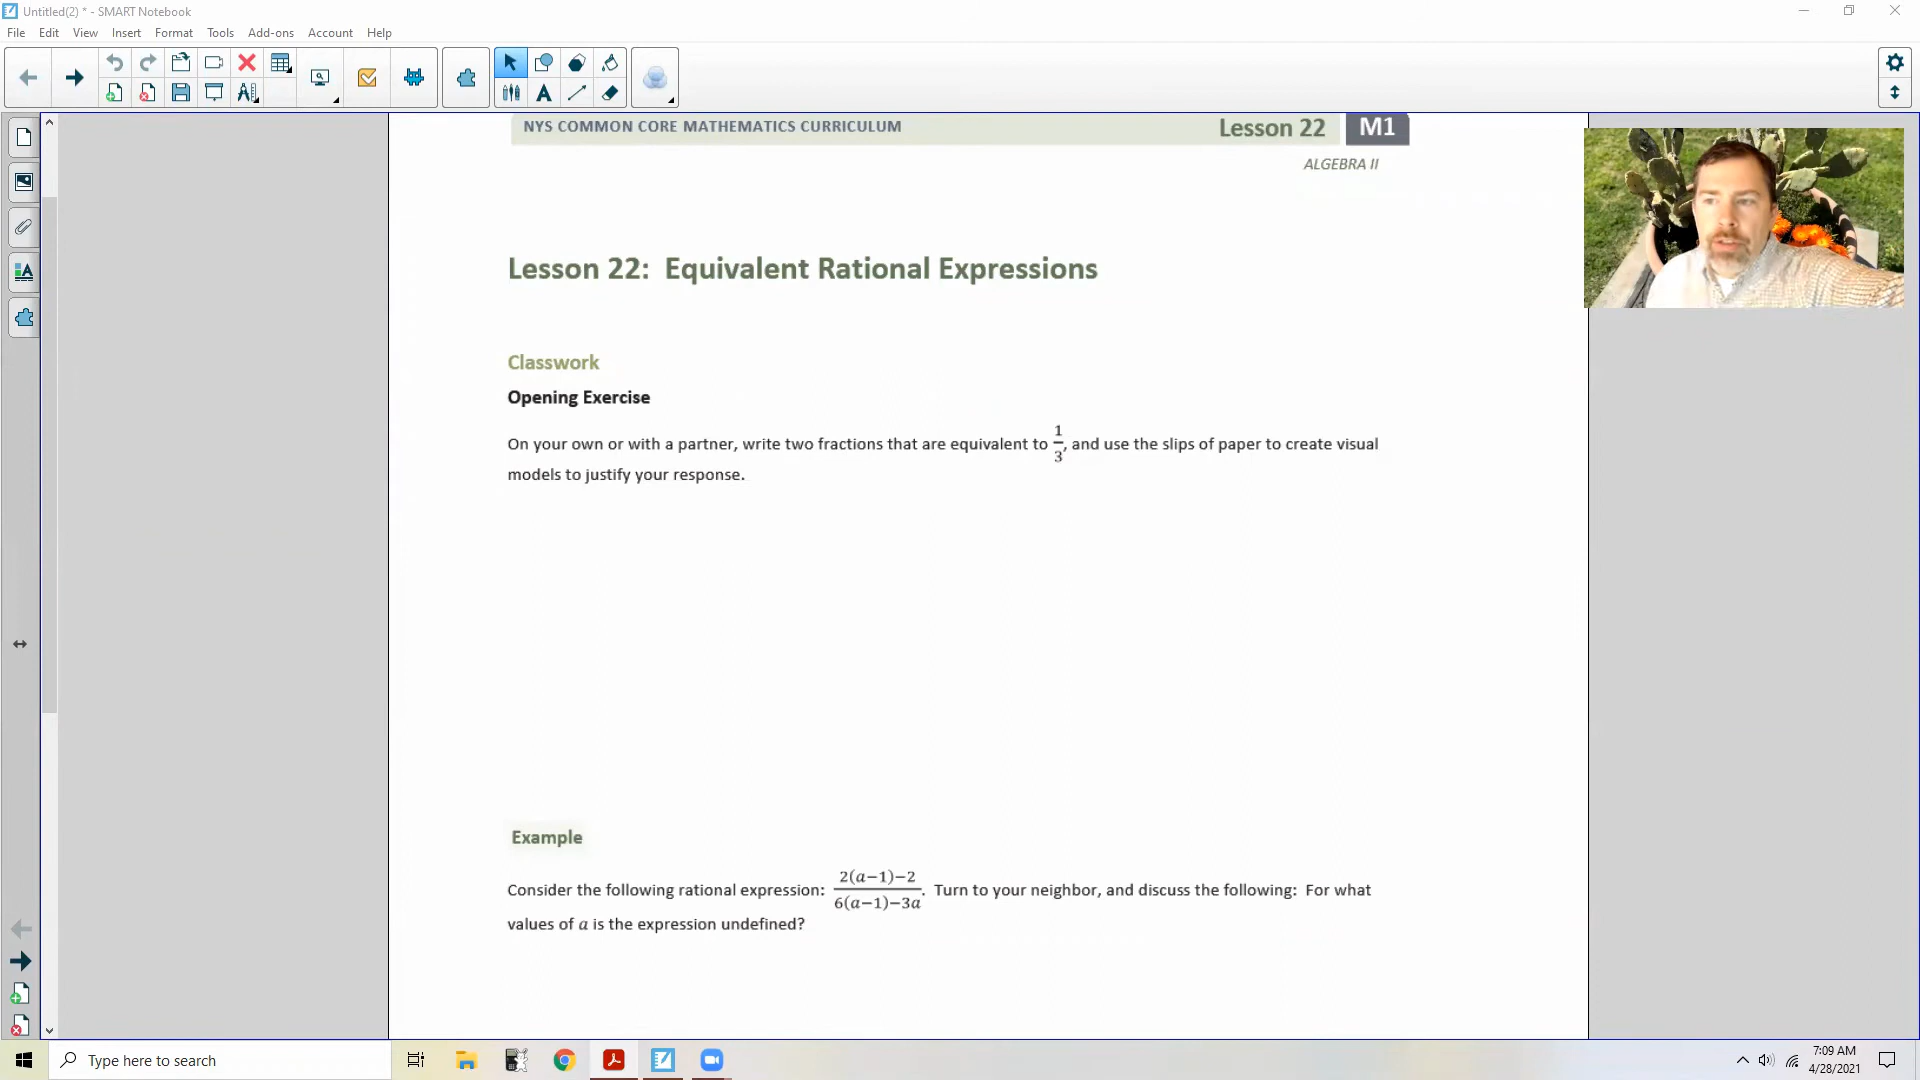 Untitled(2) * - SMART Notebook
File Edit View Insert Format Tools Add-ons Account Help
NYS COMMON CORE MATHEMATICS CURRICULUM Lesson 22 M1
ALGEBRA II
Lesson 22: Equivalent Rational Expressions
Classwork
Opening Exercise
On your own or with a partner, write two fractions that are equivalent to 1/3, and use the slips of paper to create visual
models to justify your response.
Example
Consider the following rational expression: 2(a−1)−2/6(a−1)−3a. Turn to your neighbor, and discuss the following: For what
values of a is the expression undefined?
Type here to search
7:09 AM
4/28/2021